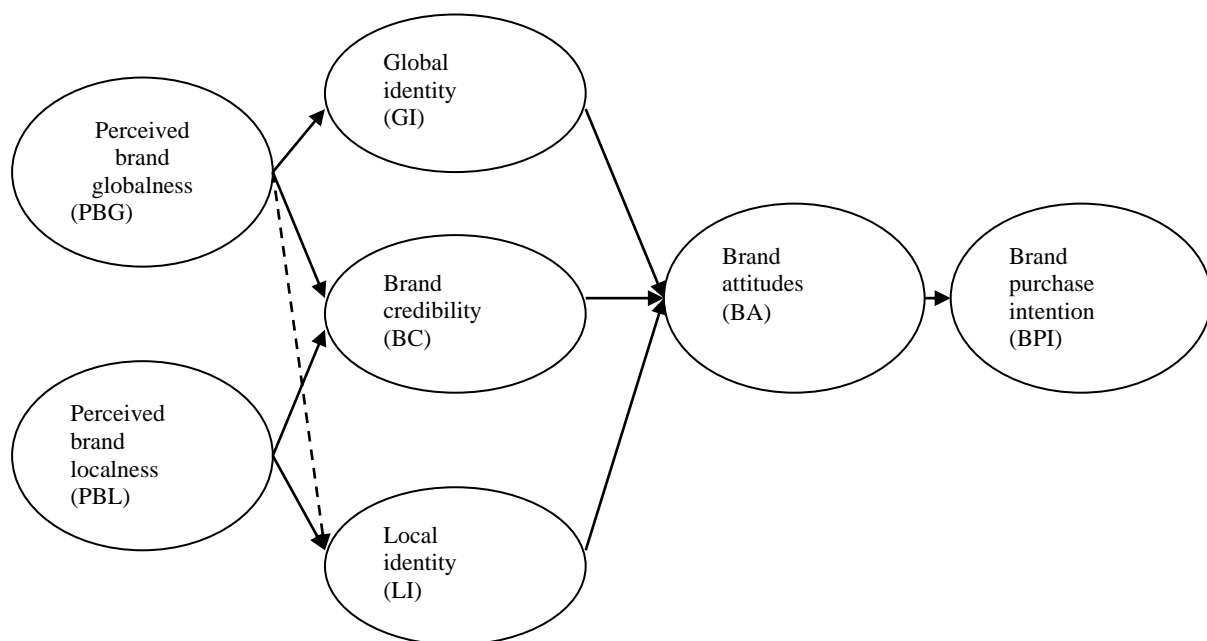 Perceived
brand
globalness
(PBG)
Perceived
brand
localness
(PBL)
Global
identity
(GI)
Brand
credibility
(BC)
Local
identity
(LI)
Brand
attitudes
(BA)
Brand
purchase
intention
(BPI)